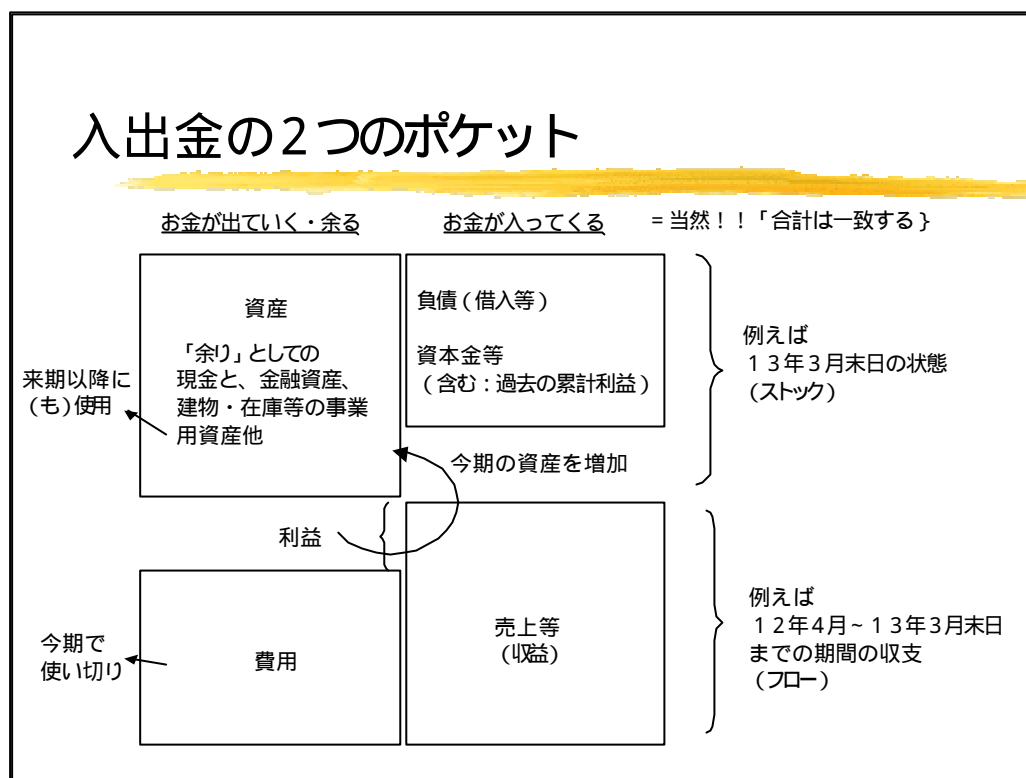 入出金の２つのポケット
お金が出ていく・余る
お金が入ってくる
=当然！！「合計は一致する}
資産
「余り」としての
現金と、金融資産、
建物・在庫等の事業
用資産他
負債(借入等)
資本金等
(含む：過去の累計利益)
例えば
１３年３月末日の状態
(ストック)
来期以降に
(も)使用
今期の資産を増加
利益
費用
売上等
(収益)
今期で
使い切り
例えば
１２年４月~１３年３月末日
までの期間の収支
(フロー)